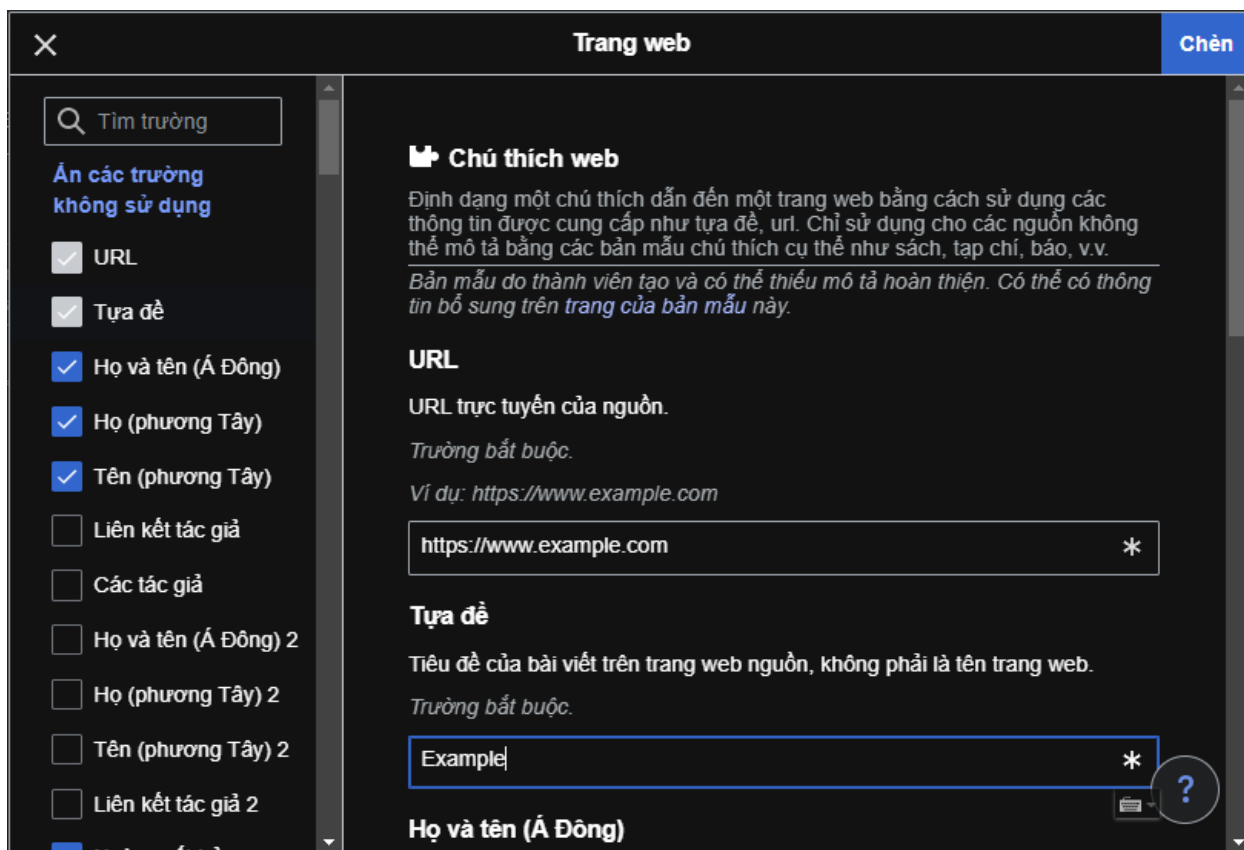 Trang web
Chèn
Tìm trường
Ẩn các trường
không sử dụng
URL
Tựa đề
Họ và tên (Á Đông)
Họ (phương Tây)
Tên (phương Tây)
Liên kết tác giả
Các tác giả
Họ và tên (Á Đông) 2
Họ (phương Tây) 2
Tên (phương Tây) 2
Liên kết tác giả 2
Chú thích web
Định dạng một chú thích dẫn đến một trang web bằng cách sử dụng các
thông tin được cung cấp như tựa đề, url. Chỉ sử dụng cho các nguồn không
thể mô tả bằng các bản mẫu chú thích cụ thể như sách, tạp chí, báo, v.v.
Bản mẫu do thành viên tạo và có thể thiếu mô tả hoàn thiện. Có thể có thông
tin bổ sung trên trang của bản mẫu này.
URL
URL trực tuyến của nguồn.
Trường bắt buộc.
Ví dụ: https://www.example.com
https://www.example.com
Tựa đề
Tiêu đề của bài viết trên trang web nguồn, không phải là tên trang web.
Trường bắt buộc.
Example
?
Họ và tên (Á Đông)